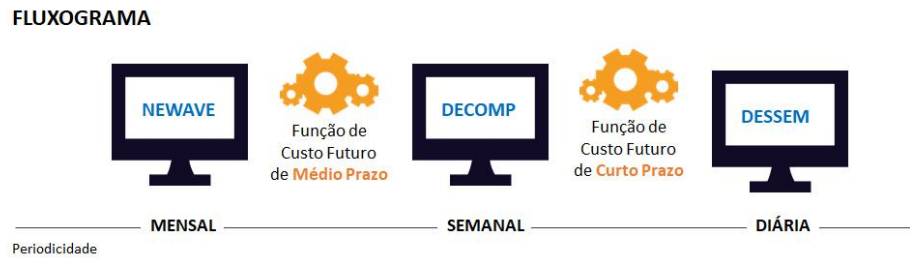 FLUXOGRAMA
NEWAVE
Função de
Custo Futuro
de Médio Prazo
DECOMP
Função de
Custo Futuro
de Curto Prazo
DESSEM
MENSAL
SEMANAL
DIÁRIA
Periodicidade